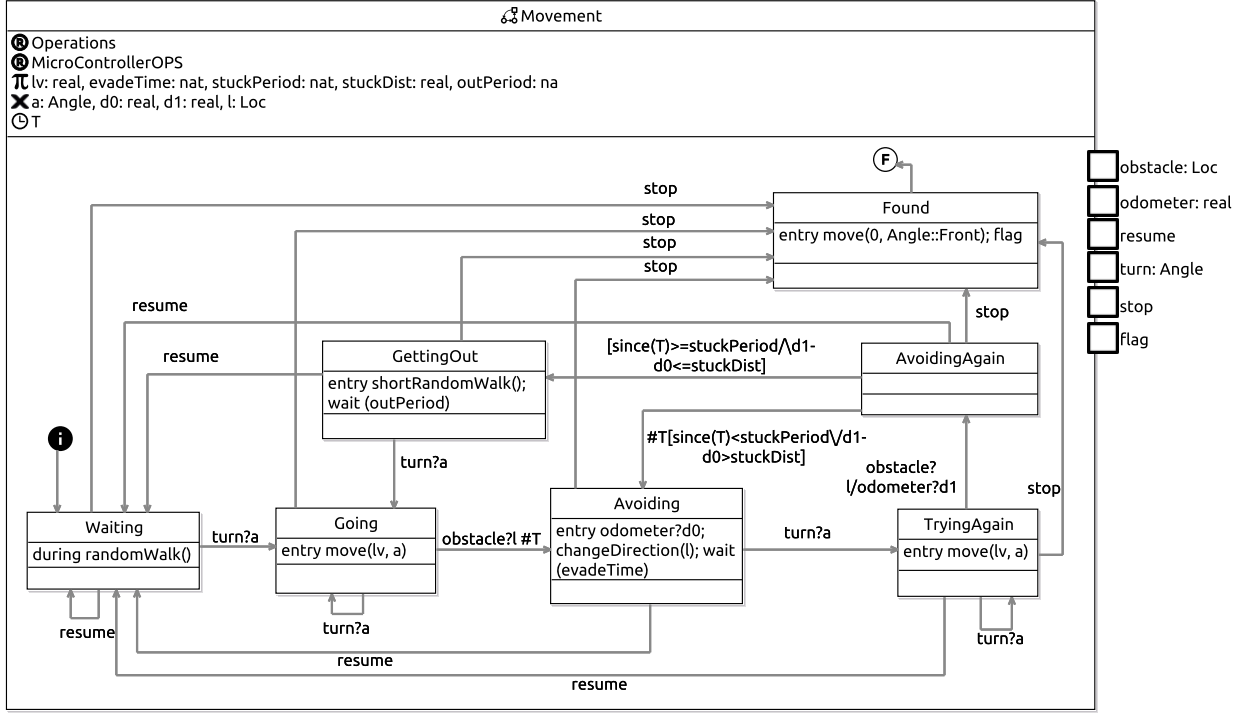 Movement
R Operations
R MicroControllerOPS
π lv: real, evadeTime: nat, stuckPeriod: nat, stuckDist: real, outPeriod: na
X a: Angle, d0: real, d1: real, l: Loc
T
F
obstacle: Loc
odometer: real
resume
turn: Angle
stop
flag
stop
Found
stop
entry move(0, Angle::Front); flag
stop
stop
resume
stop
[since(T)>=stuckPeriod/\d1-
d0<=stuckDist]
resume
GettingOut
AvoidingAgain
entry shortRandomWalk();
wait (outPeriod)
i
#T[since(T)<stuckPeriod\/d1-
d0>stuckDist]
turn?a
obstacle?
l/odometer?d1
stop
Waiting
during randomWalk()
turn?a
Going
entry move(lv, a)
obstacle?l #T
Avoiding
entry odometer?d0;
changeDirection(l); wait
(evadeTime)
turn?a
TryingAgain
entry move(lv, a)
resume
turn?a
turn?a
resume
resume